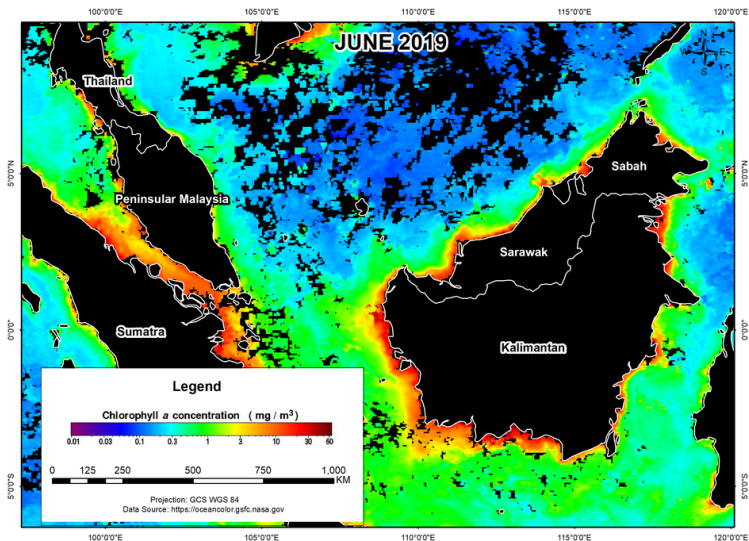 100°0'0"E 105°0'0"E 110°0'0"E 115°0'0"E 120°0'0"E
JUNE 2019
N
W E
S
Thailand
5°0'0"N 5°0'0"N
Sabah
Peninsular Malaysia
Sarawak
0°0'0" 0°0'0"
Sumatra
Kalimantan
Legend
Chlorophyll a concentration ( mg / m³)
0.01 0.03 0.1 0.3 1 3 10 30 60
0 125 250 500 750 1,000
KM
5°0'0"S 5°0'0"S
Projection: GCS WGS 84
Data Source: https://oceancolor.gsfc.nasa.gov
100°0'0"E 105°0'0"E 110°0'0"E 115°0'0"E 120°0'0"E